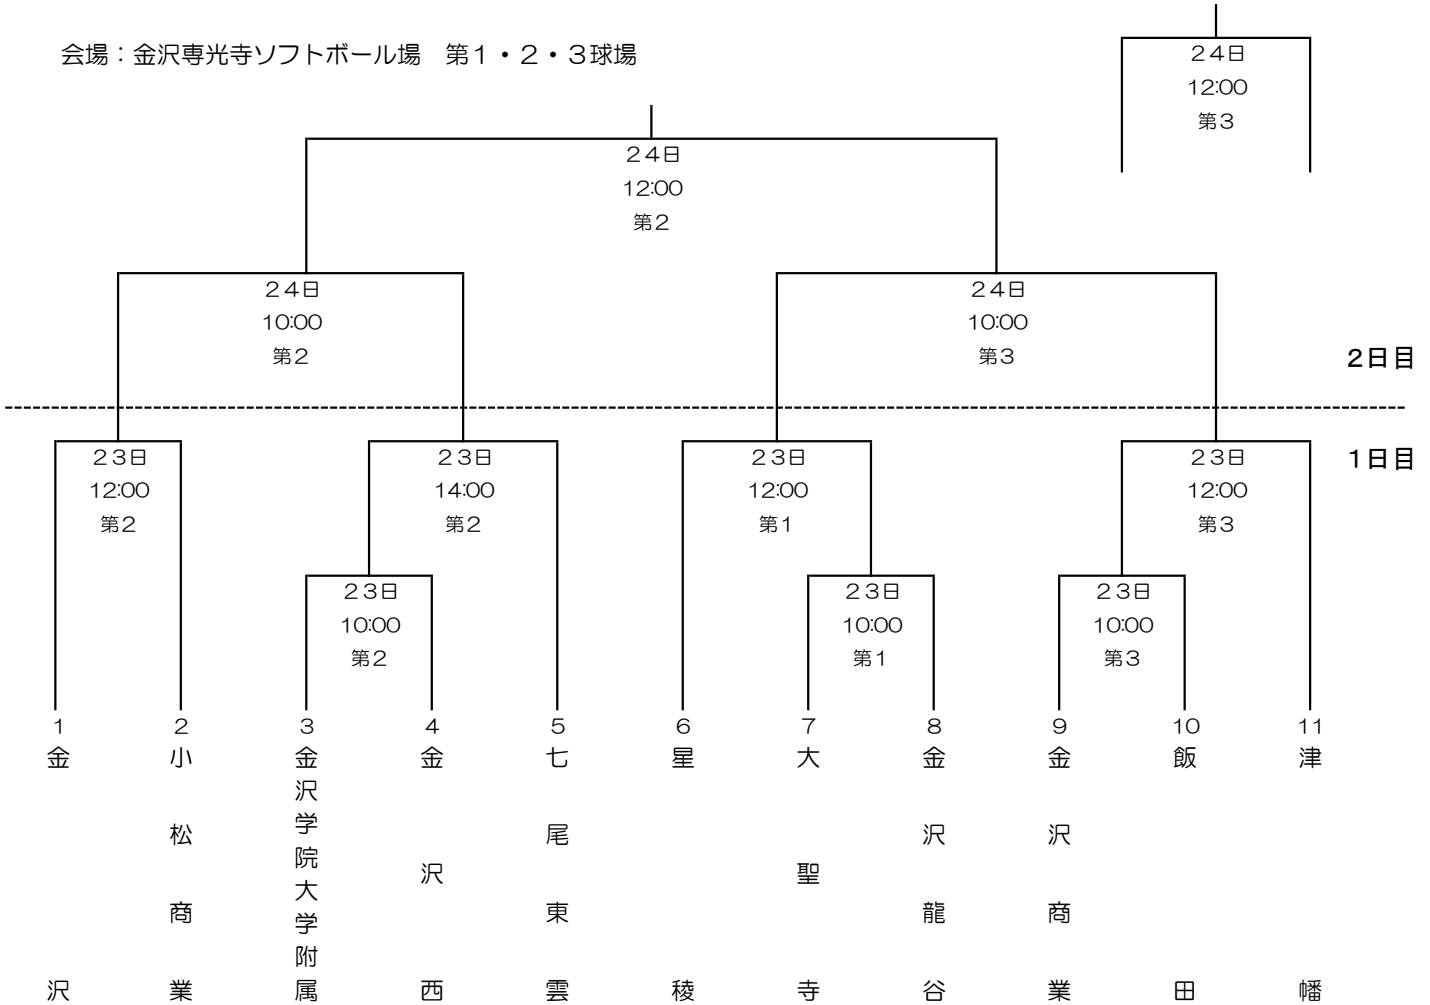 会場：金沢専光寺ソフトボール場　第１・２・３球場
２４日
12:00
第３
２４日
12:00
第２
２４日
10:00
第２
２４日
10:00
第３
２日目
１日目
２３日
12:00
第２
２３日
14:00
第２
２３日
12:00
第１
２３日
12:00
第３
２３日
10:00
第２
２３日
10:00
第１
２３日
10:00
第３
１
金沢
２
小松商業
３
金沢学院大学附属
４
金沢西
５
七尾東雲
６
星稜
７
大聖寺
８
金沢龍谷
９
金沢商業
10
飯田
11
津幡